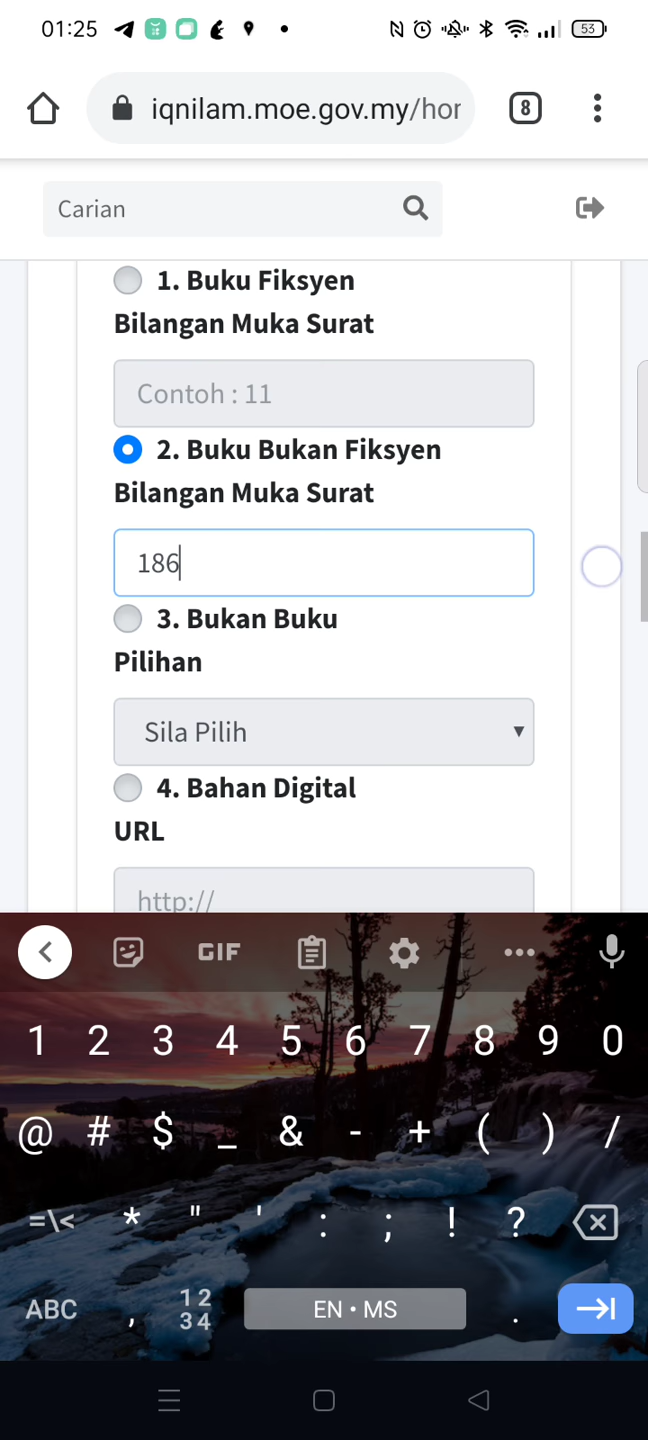 01:25
53
iqnilam.moe.gov.my/hor
8
Carian
1. Buku Fiksyen
Bilangan Muka Surat
Contoh : 11
2. Buku Bukan Fiksyen
Bilangan Muka Surat
186
3. Bukan Buku
Pilihan
Sila Pilih
4. Bahan Digital
URL
http://
GIF
1 2 3 4 5 6 7 8 9 0
@ # $ _ & - + ( ) /
=\< * " ' : ; ! ?
ABC , 12 34 EN • MS .